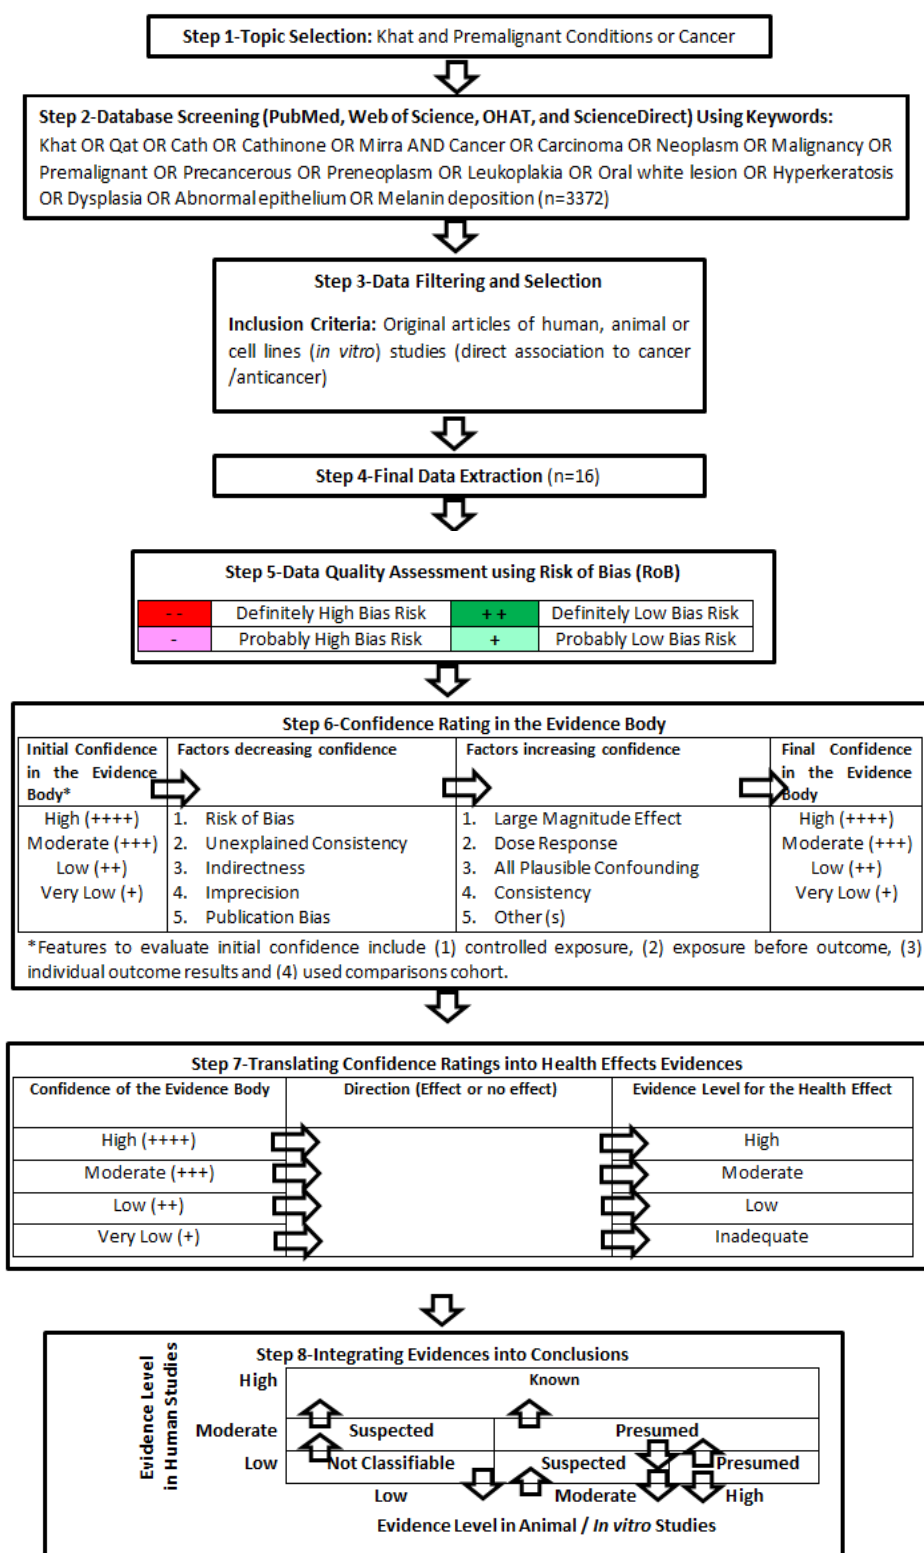 Step 1-Topic Selection: Khat and Premalignant Conditions or Cancer
Step 2-Database Screening (PubMed, Web of Science, OHAT, and ScienceDirect) Using Keywords:
Khat OR Qat OR Cath OR Cathinone OR Mirra AND Cancer OR Carcinoma OR Neoplasm OR Malignancy OR
Premalignant OR Precancerous OR Preneoplasm OR Leukoplakia OR Oral white lesion OR Hyperkeratosis
OR Dysplasia OR Abnormal epithelium OR Melanin deposition (n=3372)
Step 3-Data Filtering and Selection
Inclusion Criteria: Original articles of human, animal or
cell lines (in vitro) studies (direct association to cancer
/anticancer)
Step 4-Final Data Extraction (n=16)
Step 5-Data Quality Assessment using Risk of Bias (RoB)
- - Definitely High Bias Risk + + Definitely Low Bias Risk
- Probably High Bias Risk + Probably Low Bias Risk
Step 6-Confidence Rating in the Evidence Body
Initial Confidence
in the Evidence
Body*
Factors decreasing confidence
Factors increasing confidence
Final Confidence
in the Evidence
Body
High (++++)
Moderate (+++)
Low (++)
Very Low (+)
1. Risk of Bias
2. Unexplained Consistency
3. Indirectness
4. Imprecision
5. Publication Bias
1. Large Magnitude Effect
2. Dose Response
3. All Plausible Confounding
4. Consistency
5. Other (s)
High (++++)
Moderate (+++)
Low (++)
Very Low (+)
*Features to evaluate initial confidence include (1) controlled exposure, (2) exposure before outcome, (3)
individual outcome results and (4) used comparisons cohort.
Step 7-Translating Confidence Ratings into Health Effects Evidences
Confidence of the Evidence Body Direction (Effect or no effect) Evidence Level for the Health Effect
High (++++) High
Moderate (+++) Moderate
Low (++) Low
Very Low (+) Inadequate
Step 8-Integrating Evidences into Conclusions
Evidence Level
in Human Studies
High Known
Moderate Suspected Presumed
Low Not Classifiable Suspected Presumed
Low Moderate High
Evidence Level in Animal / In vitro Studies